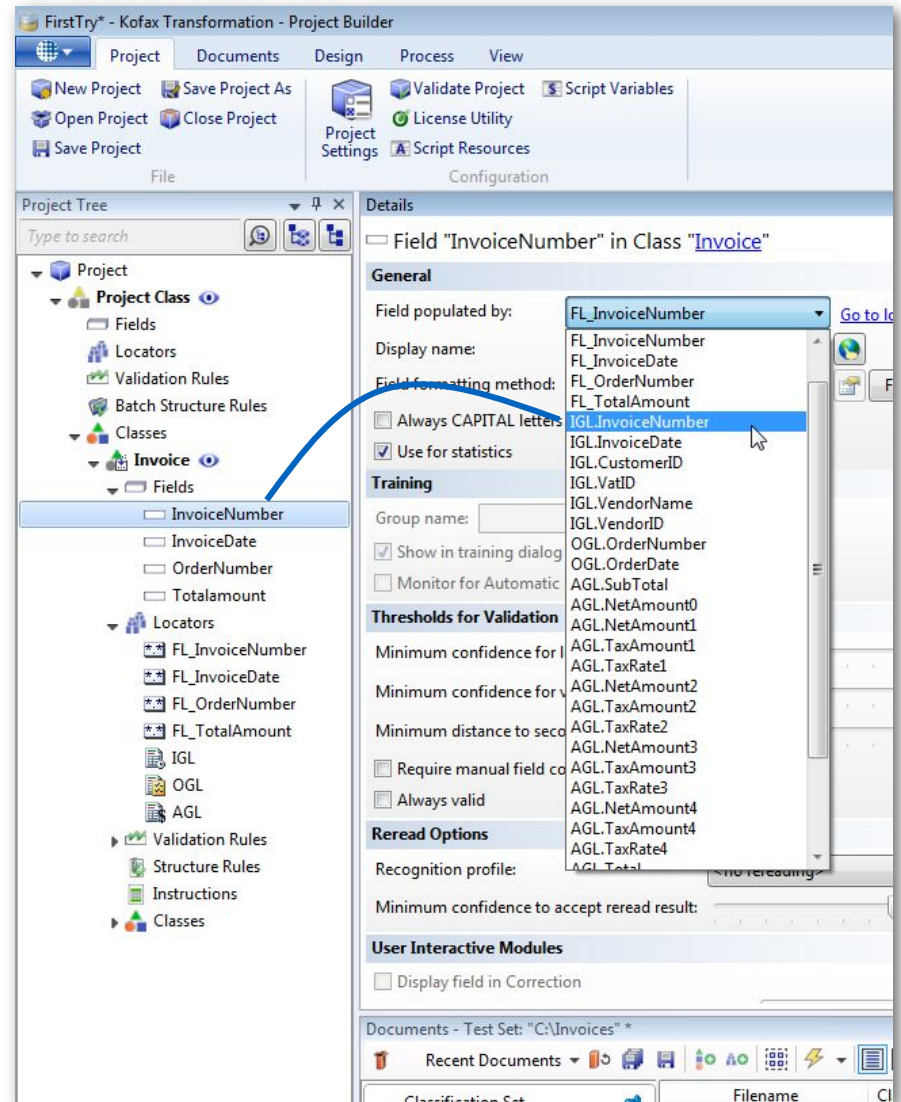 FirstTry* - Kofax Transformation - Project Builder
Project Documents Design Process View
New Project Save Project As
Open Project Close Project
Save Project
File
Project Settings
Validate Project Script Variables
License Utility
Script Resources
Configuration
Project Tree
Type to search
Project
Project Class
Fields
Locators
Validation Rules
Batch Structure Rules
Classes
Invoice
Fields
InvoiceNumber
InvoiceDate
OrderNumber
Totalamount
Locators
FL_InvoiceNumber
FL_InvoiceDate
FL_OrderNumber
FL_TotalAmount
IGL
OGL
AGL
Validation Rules
Structure Rules
Instructions
Classes
Details
Field "InvoiceNumber" in Class "Invoice"
General
Field populated by: FL_InvoiceNumber Go to lo
Display name:
Field formatting method: F
Always CAPITAL letters
Use for statistics
Training
Group name:
Show in training dialog
Monitor for Automatic
Thresholds for Validation
Minimum confidence for l
Minimum confidence for v
Minimum distance to seco
Require manual field co
Always valid
Reread Options
Recognition profile: <no rereading>
Minimum confidence to accept reread result:
User Interactive Modules
Display field in Correction
FL_InvoiceNumber
FL_InvoiceDate
FL_OrderNumber
FL_TotalAmount
IGL.InvoiceNumber
IGL.InvoiceDate
IGL.CustomerID
IGL.VatID
IGL.VendorName
IGL.VendorID
OGL.OrderNumber
OGL.OrderDate
AGL.SubTotal
AGL.NetAmount0
AGL.NetAmount1
AGL.TaxAmount1
AGL.TaxRate1
AGL.NetAmount2
AGL.TaxAmount2
AGL.TaxRate2
AGL.NetAmount3
AGL.TaxAmount3
AGL.TaxRate3
AGL.NetAmount4
AGL.TaxAmount4
AGL.TaxRate4
AGL.Total
Documents - Test Set: "C:\Invoices" *
Recent Documents
Classification Set
Filename Cl